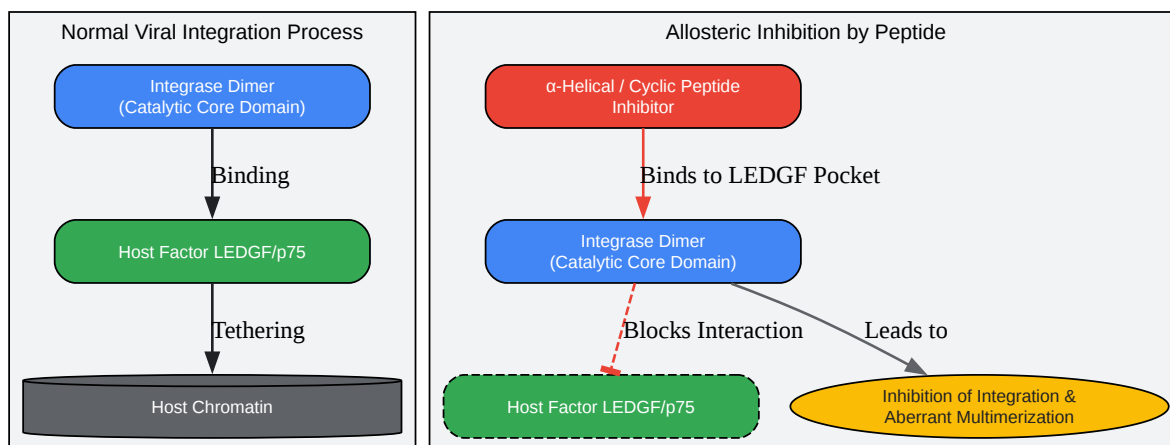 Normal Viral Integration Process
Integrase Dimer
(Catalytic Core Domain)
Binding
Host Factor LEDGF/p75
Tethering
Host Chromatin
Allosteric Inhibition by Peptide
α-Helical / Cyclic Peptide
Inhibitor
Binds to LEDGF Pocket
Integrase Dimer
(Catalytic Core Domain)
Blocks Interaction
Leads to
Host Factor LEDGF/p75
Inhibition of Integration &
Aberrant Multimerization